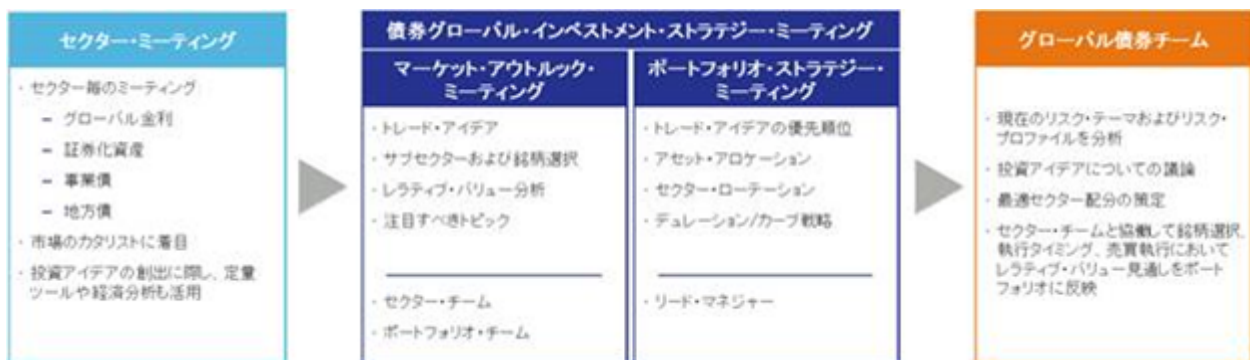 セクター・ミーティング
・セクター毎のミーティング
－ グローバル金利
－ 証券化資産
－ 事業債
－ 地方債
・市場のカタリストに着目
・投資アイデアの創出に際し、定量
ツールや経済分析も活用
債券グローバル・インベストメント・ストラテジー・ミーティング
マーケット・アウトルック・
ミーティング
・トレード・アイデア
・サブセクターおよび銘柄選択
・レラティブ・バリュー分析
・注目すべきトピック
・セクター・チーム
・ポートフォリオ・チーム
ポートフォリオ・ストラテジー・
ミーティング
・トレード・アイデアの優先順位
・アセット・アロケーション
・セクター・ローテーション
・デュレーション/カーブ戦略
・リード・マネジャー
グローバル債券チーム
・現在のリスク・テーマおよびリスク・
プロファイルを分析
・投資アイデアについての議論
・最適セクター配分の策定
・セクター・チームと協働して銘柄選択、
執行タイミング、売買執行において
レラティブ・バリュー見通しをポート
フォリオに反映